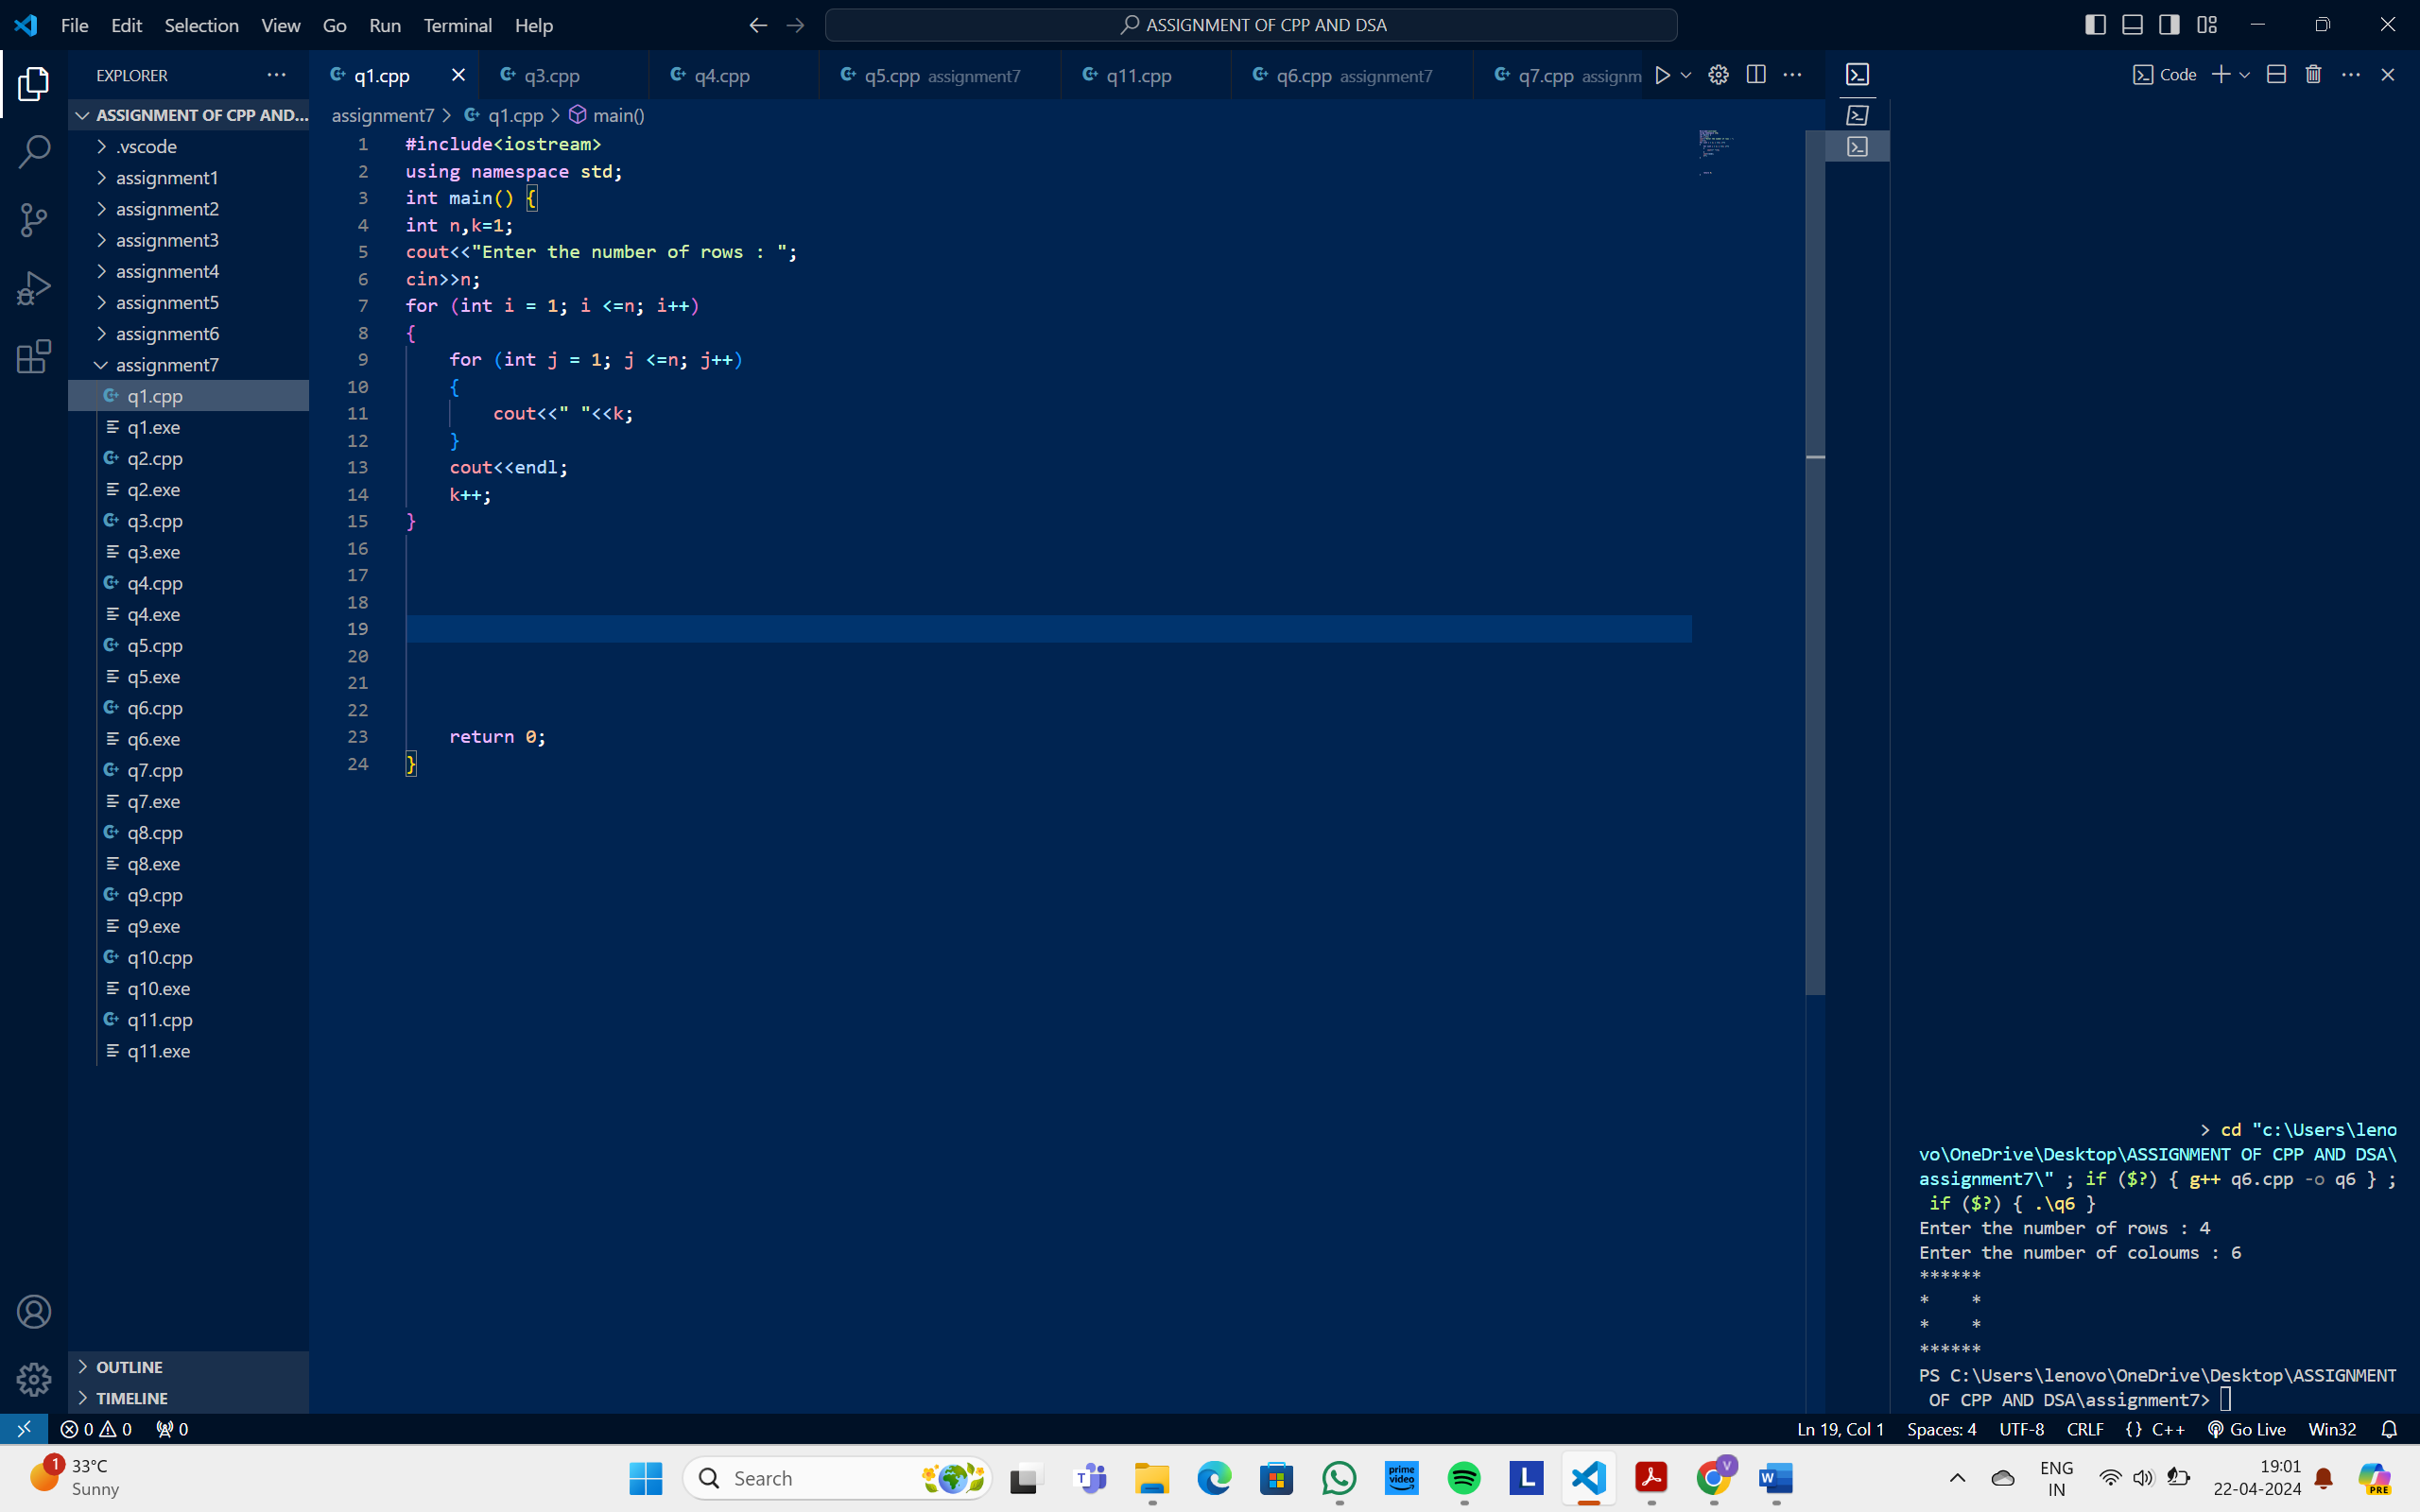 File Edit Selection View Go Run Terminal Help
ASSIGNMENT OF CPP AND DSA
EXPLORER
ASSIGNMENT OF CPP AND...
.vscode
assignment1
assignment2
assignment3
assignment4
assignment5
assignment6
assignment7
q1.cpp
q1.exe
q2.cpp
q2.exe
q3.cpp
q3.exe
q4.cpp
q4.exe
q5.cpp
q5.exe
q6.cpp
q6.exe
q7.cpp
q7.exe
q8.cpp
q8.exe
q9.cpp
q9.exe
q10.cpp
q10.exe
q11.cpp
q11.exe
OUTLINE
TIMELINE
q1.cpp q3.cpp q4.cpp q5.cpp assignment7 q11.cpp q6.cpp assignment7 q7.cpp assignm
assignment7 > q1.cpp > main()
1 #include<iostream>
2 using namespace std;
3 int main() {
4 int n,k=1;
5 cout<<"Enter the number of rows : ";
6 cin>>n;
7 for (int i = 1; i <=n; i++)
8 {
9     for (int j = 1; j <=n; j++)
10     {
11         cout<<" "<<k;
12     }
13     cout<<endl;
14     k++;
15 }
16
17
18
19
20
21
22
23     return 0;
24 }
Code
> cd "c:\Users\leno
vo\OneDrive\Desktop\ASSIGNMENT OF CPP AND DSA\
assignment7\" ; if ($?) { g++ q6.cpp -o q6 } ;
 if ($?) { .\q6 }
Enter the number of rows : 4
Enter the number of coloums : 6
******
*    *
*    *
******
PS C:\Users\lenovo\OneDrive\Desktop\ASSIGNMENT
 OF CPP AND DSA\assignment7>
0 0 0
Ln 19, Col 1 Spaces: 4 UTF-8 CRLF {} C++ Go Live Win32
1
33°C
Sunny
Search
T
prime video
L
V
W
ENG
IN
19:01
22-04-2024
PRE